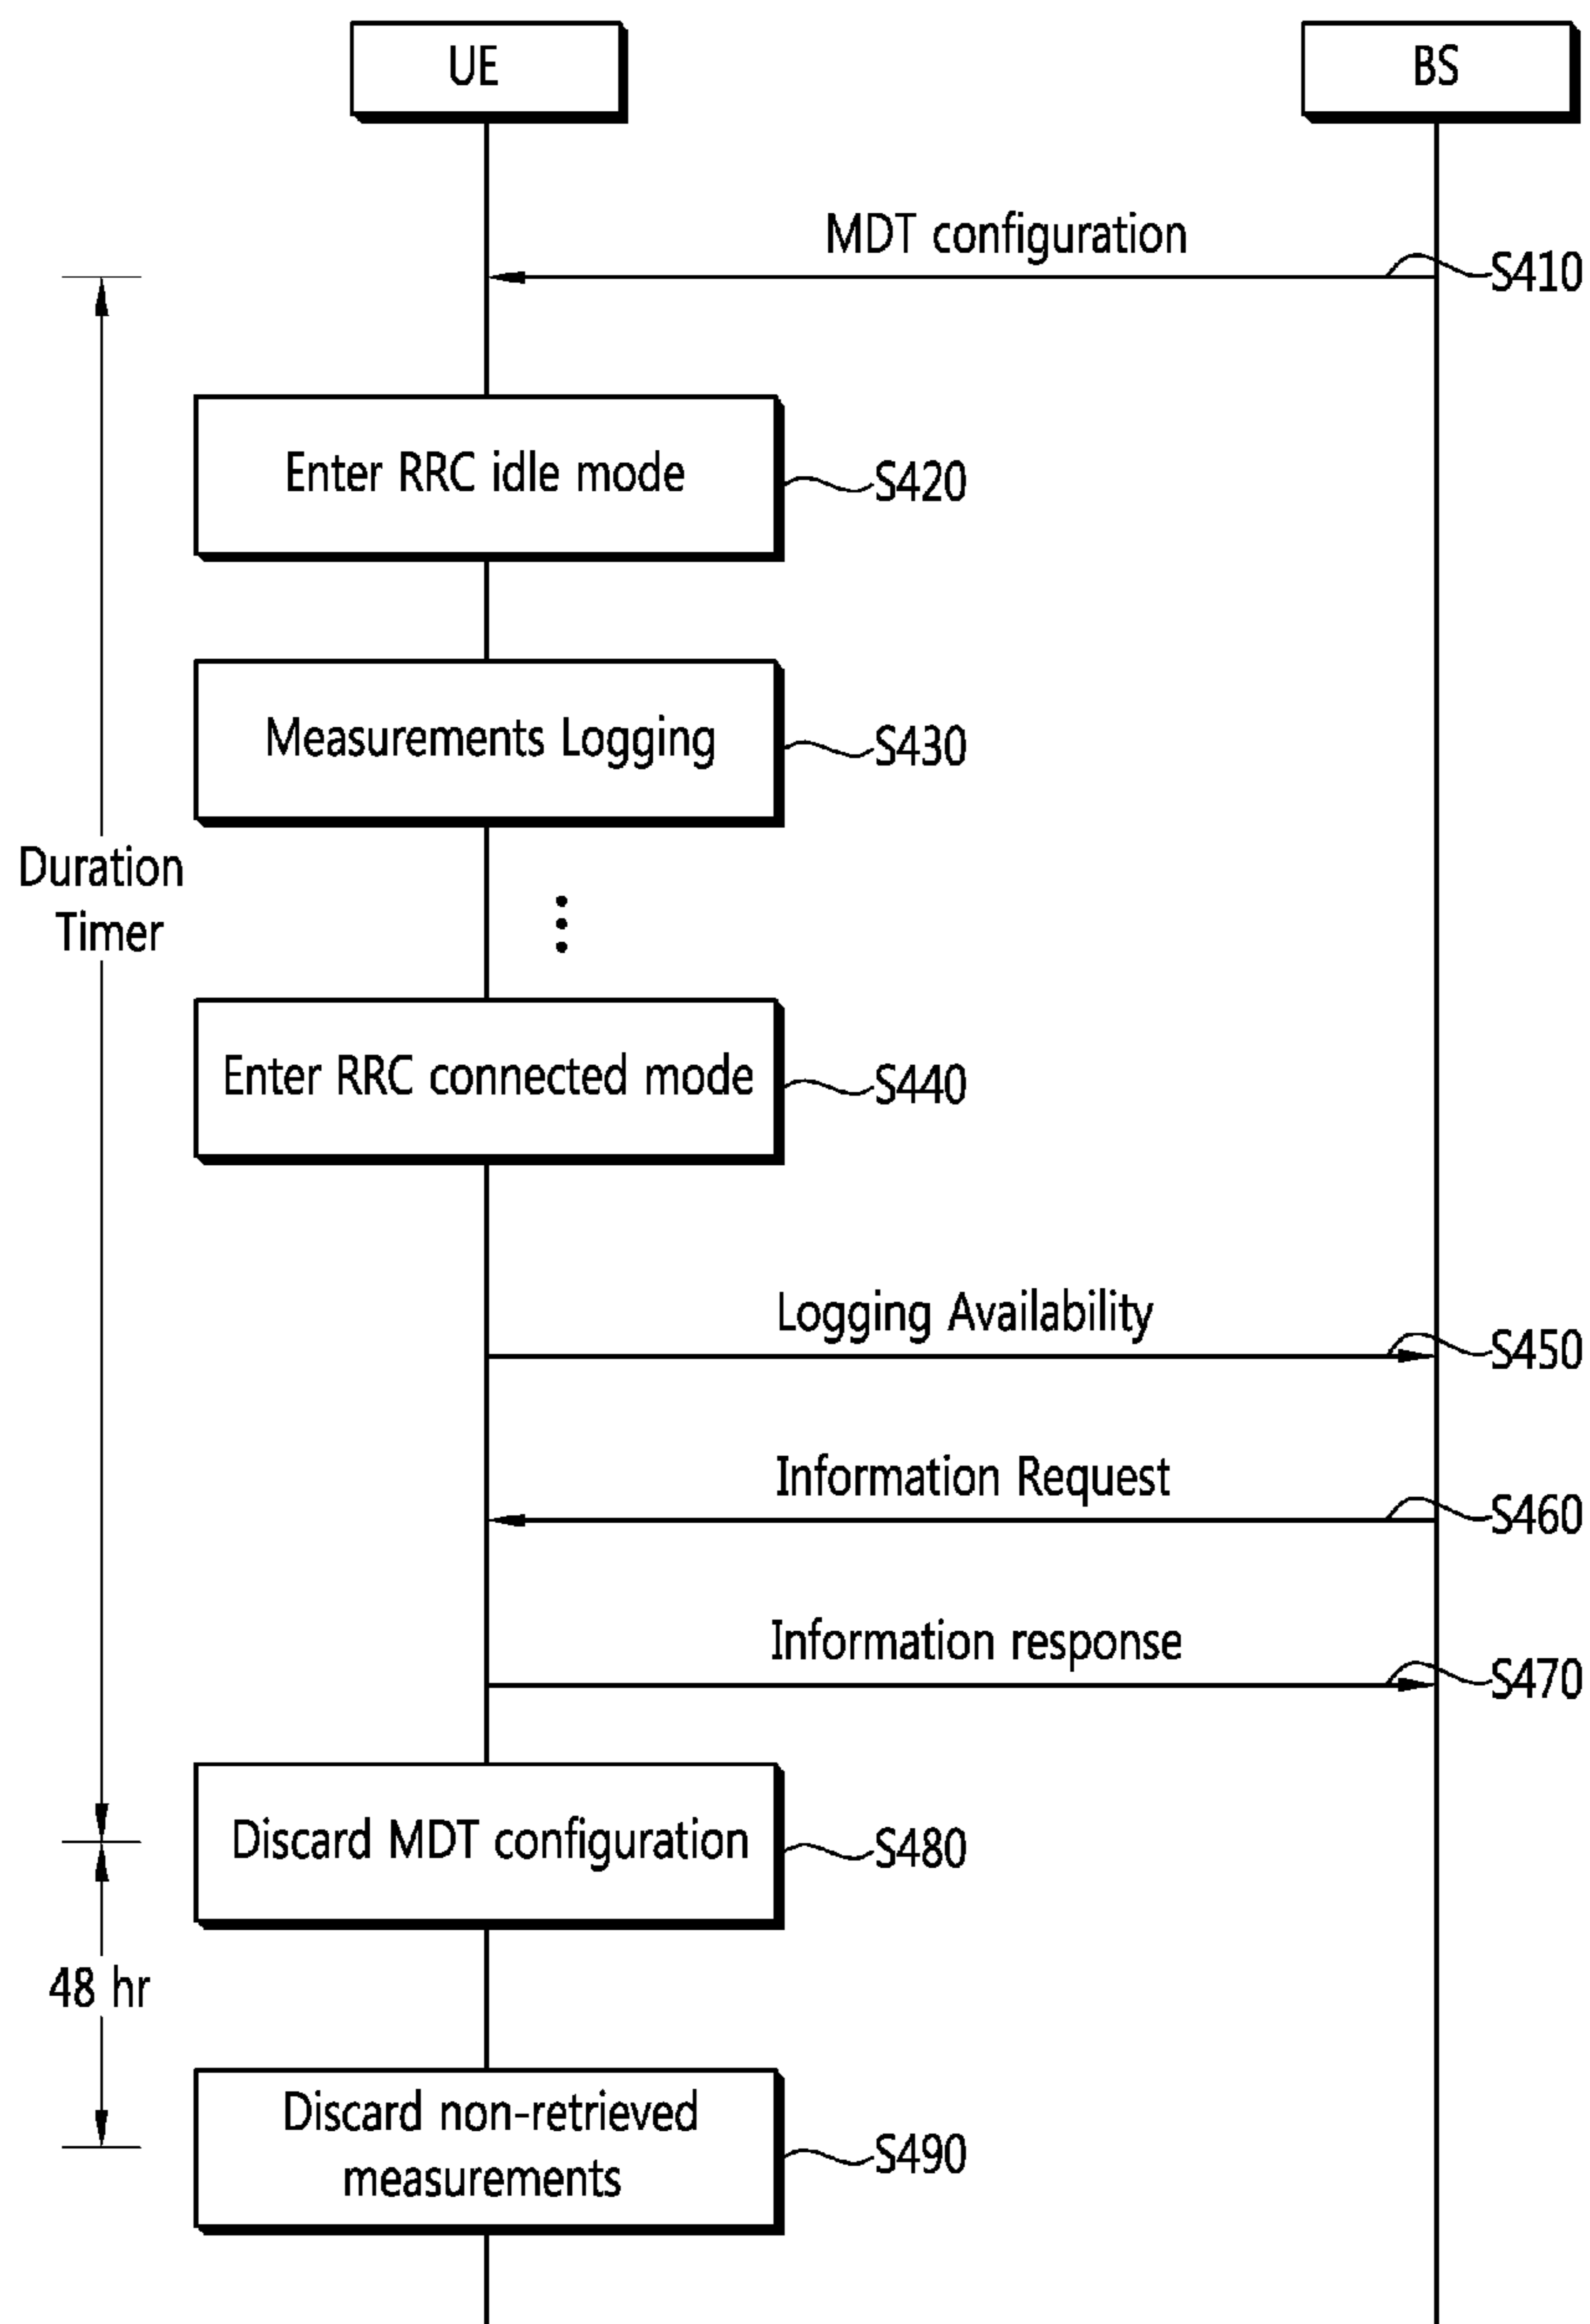 UE
BS
MDT configuration
S410
Enter RRC idle mode
S420
Measurements Logging
S430
Duration
Timer
Enter RRC connected mode
S440
Logging Availability
S450
Information Request
S460
Information response
S470
Discard MDT configuration
S480
48 hr
Discard non-retrieved
measurements
S490